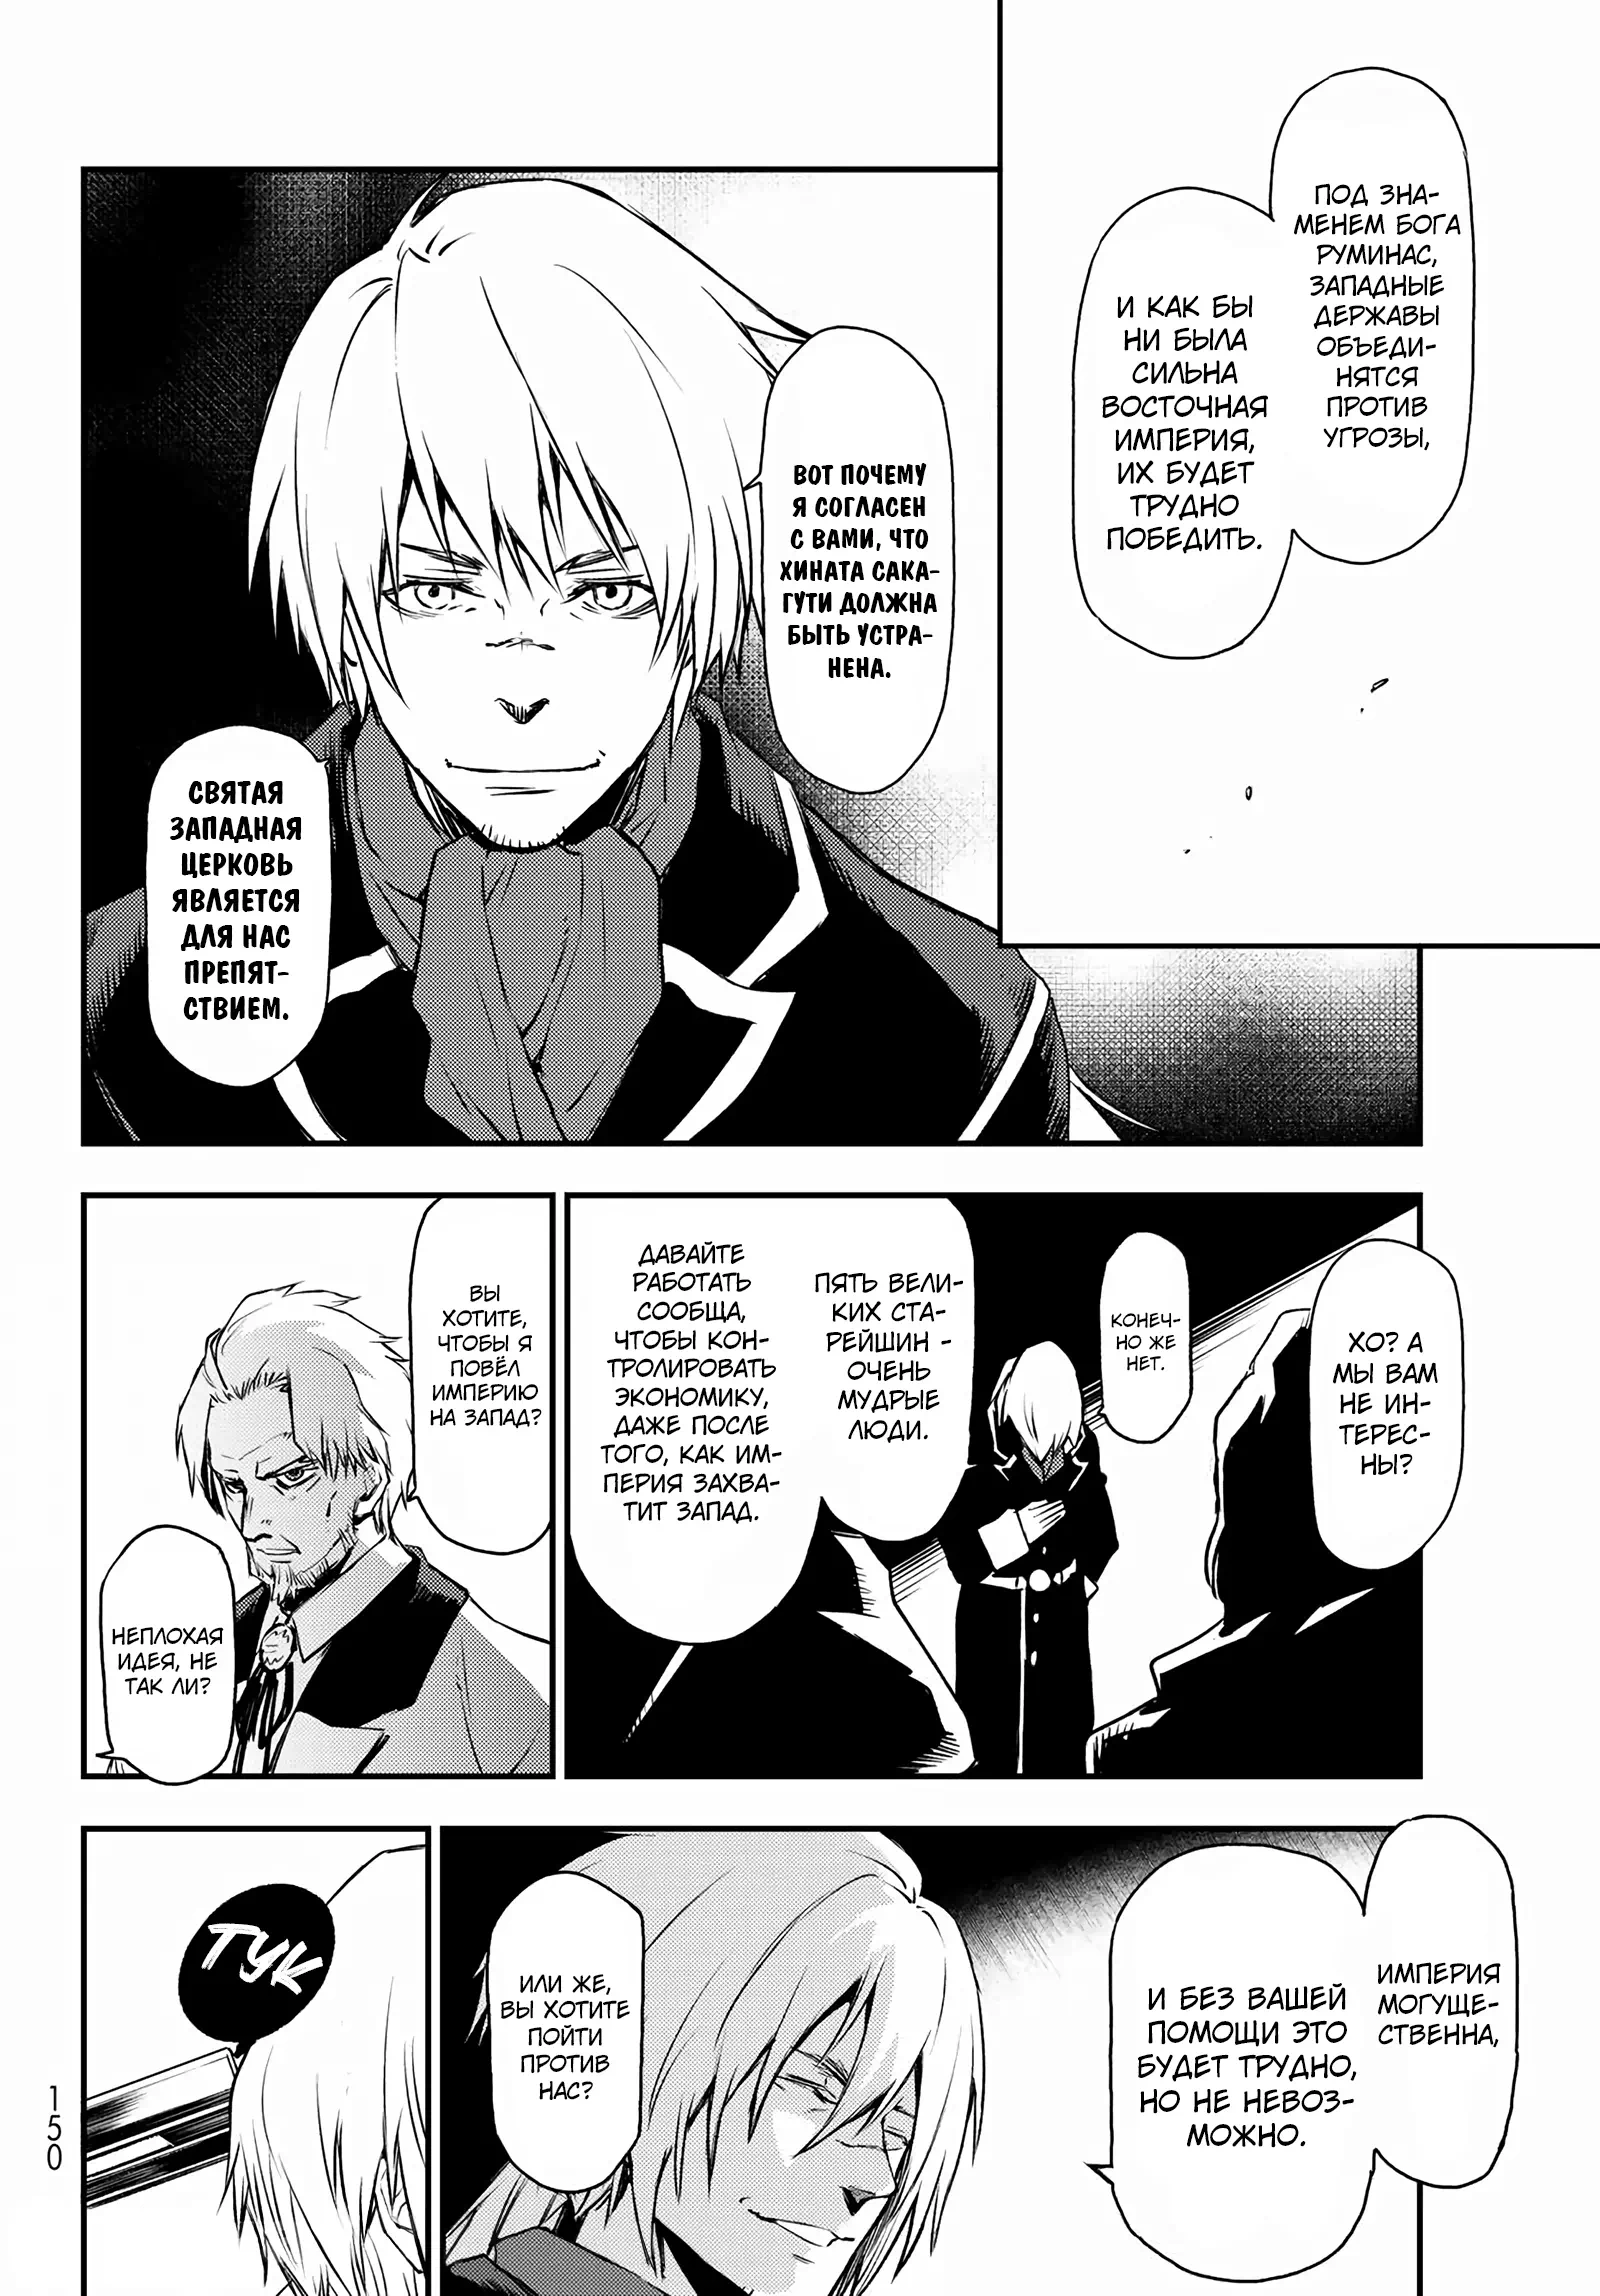 ПОД ЗНА-
МЕНЕМ БОГА
РУМИНАС,
ЗАПАДНЫЕ
ДЕРЖАВЫ
ОБЪЕДИ-
НЯТСЯ
ПРОТИВ
УГРОЗЫ,
И КАК БЫ
НИ БЫЛА
СИЛЬНА
ВОСТОЧНАЯ
ИМПЕРИЯ,
ИХ БУДЕТ
ТРУДНО
ПОБЕДИТЬ.
ВОТ ПОЧЕМУ
Я СОГЛАСЕН
С ВАМИ, ЧТО
ХИНАТА САКА-
ГУТИ ДОЛЖНА
БЫТЬ УСТРА-
НЕНА.
СВЯТАЯ
ЗАПАДНАЯ
ЦЕРКОВЬ
ЯВЛЯЕТСЯ
ДЛЯ НАС
ПРЕПЯТ-
СТВИЕМ.
ХО? А
МЫ ВАМ
НЕ ИН-
ТЕРЕС-
НЫ?
КОНЕЧ-
НО ЖЕ
НЕТ.
ПЯТЬ ВЕЛИ-
КИХ СТА-
РЕЙШИН -
ОЧЕНЬ
МУДРЫЕ
ЛЮДИ.
ДАВАЙТЕ
РАБОТАТЬ
СООБЩА,
ЧТОБЫ КОН-
ТРОЛИРОВАТЬ
ЭКОНОМИКУ,
ДАЖЕ ПОСЛЕ
ТОГО, КАК ИМ-
ПЕРИЯ ЗАХВА-
ТИТ ЗАПАД.
ВЫ
ХОТИТЕ,
ЧТОБЫ Я
ПОВЁЛ
ИМПЕРИЮ
НА ЗАПАД?
НЕПЛОХАЯ
ИДЕЯ, НЕ
ТАК ЛИ?
ИМПЕРИЯ
МОГУЩЕ-
СТВЕННА,
И БЕЗ ВАШЕЙ
ПОМОЩИ ЭТО
БУДЕТ ТРУДНО,
НО НЕ НЕВОЗ-
МОЖНО.
ИЛИ ЖЕ,
ВЫ ХОТИТЕ
ПОЙТИ
ПРОТИВ
НАС?
ТУК
150